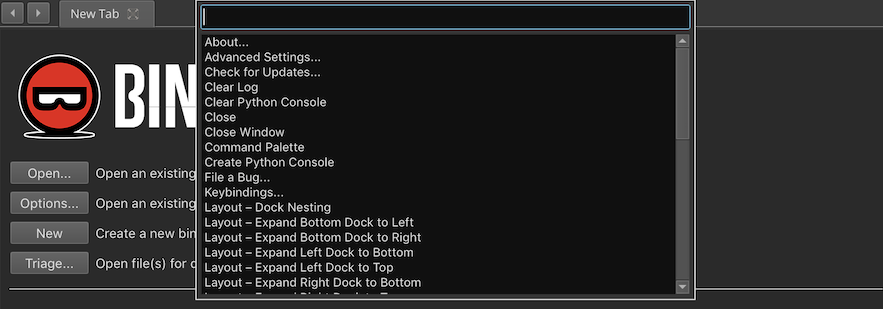 New Tab
BIN
About...
Advanced Settings...
Check for Updates...
Clear Log
Clear Python Console
Close
Close Window
Command Palette
Create Python Console
File a Bug...
Keybindings...
Layout – Dock Nesting
Layout – Expand Bottom Dock to Left
Layout – Expand Bottom Dock to Right
Layout – Expand Left Dock to Bottom
Layout – Expand Left Dock to Top
Layout – Expand Right Dock to Bottom
Open... Open an existing
Options... Open an existing
New Create a new bin
Triage... Open file(s) for